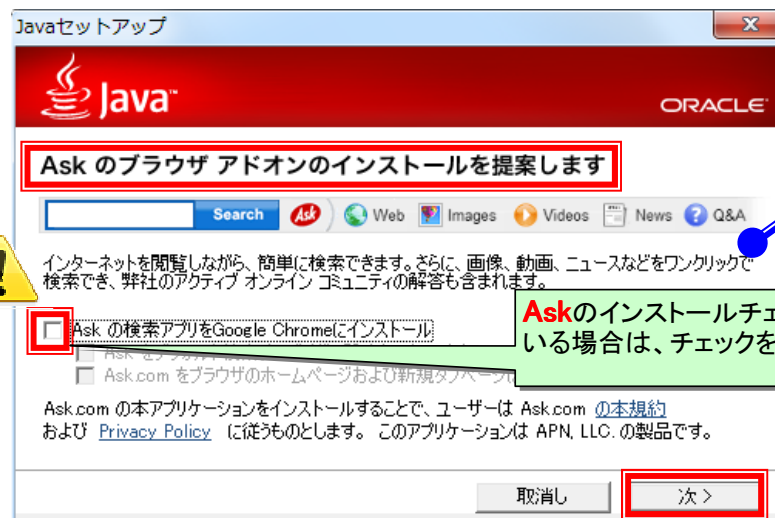 Javaセットアップ
Java™
ORACLE
Ask のブラウザ アドオンのインストールを提案します
Search Ask Web Images Videos News Q&A
インターネットを閲覧しながら、簡単に検索できます。さらに、画像、動画、ニュースなどをワンクリックで
検索でき、弊社のアクティブ オンライン コミュニティの解答も含まれます。
Askのインストールチェ
いる場合は、チェックを
Ask の検索アプリをGoogle Chromeにインストール
Ask.com をブラウザのホームページおよび新規タブページ
Ask.com の本アプリケーションをインストールすることで、ユーザーは Ask.com の本規約
および Privacy Policy に従うものとします。 このアプリケーションは APN, LLC. の製品です。
取消し 次 >